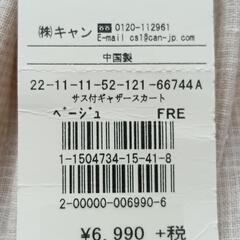 ㈱キャン ☎ 0120-112961
E-mail cs1@can-jp.com
中国製
22-11-11-52-121-66744A
サス付ギャザースカート
ベージュ FRE
1-1504734-15-41-8
2-00000-006990-6
¥6,990 +税